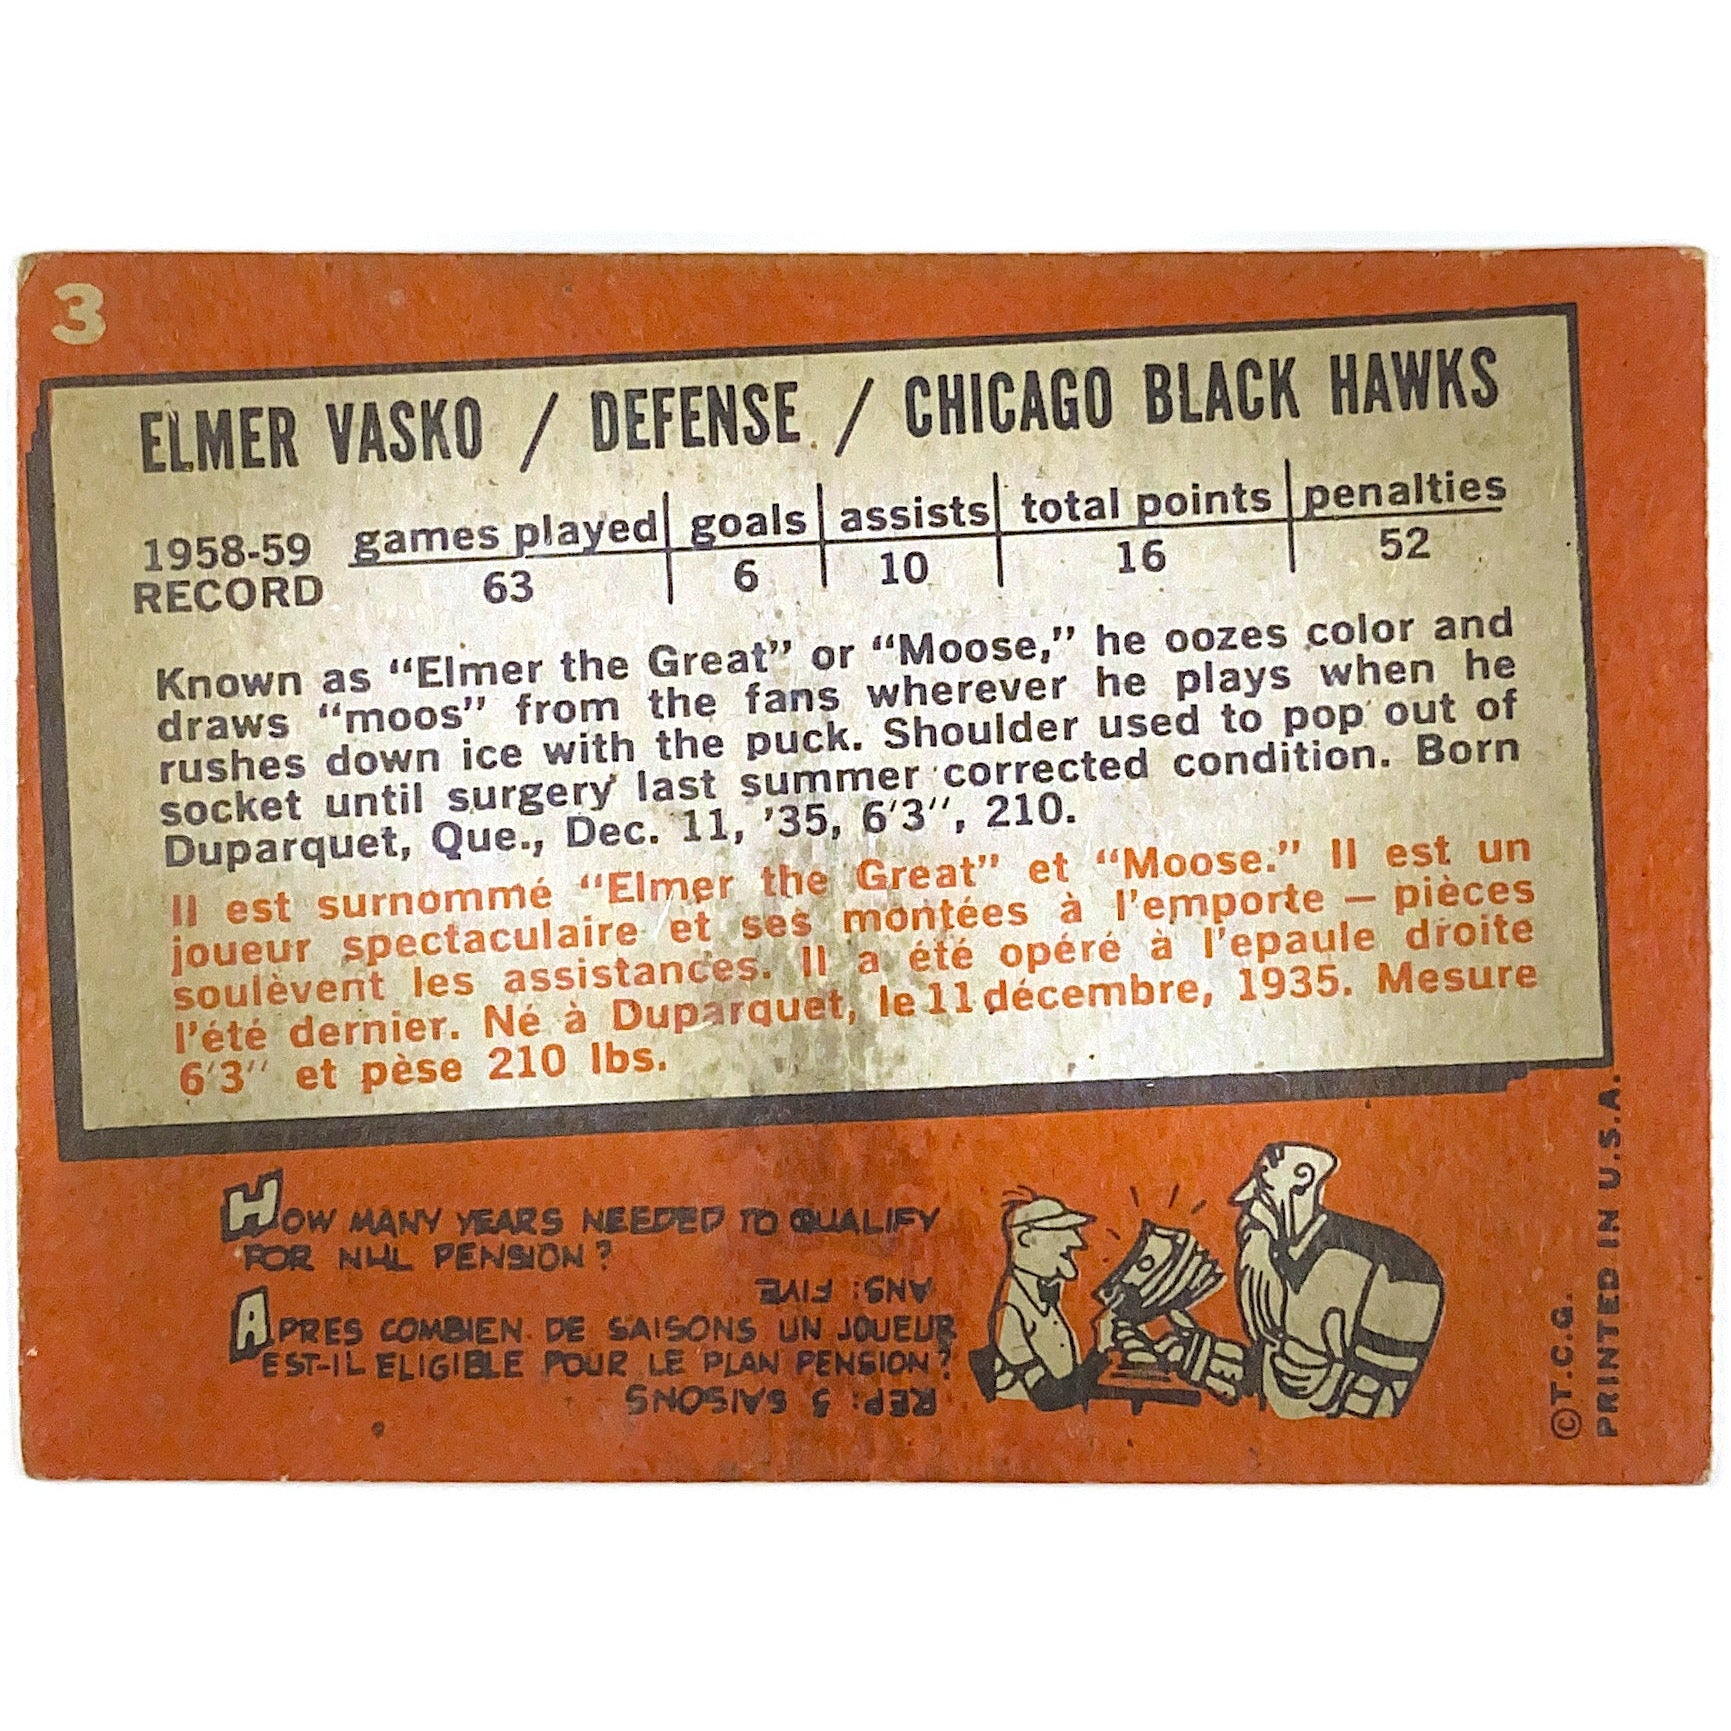 3
ELMER VASKO / DEFENSE / CHICAGO BLACK HAWKS
1958-59 RECORD games played goals assists total points penalties
63 6 10 16 52
Known as “Elmer the Great” or “Moose,” he oozes color and
draws “moos” from the fans wherever he plays when he
rushes down ice with the puck. Shoulder used to pop out of
socket until surgery last summer corrected condition. Born
Duparquet, Que., Dec. 11, ’35, 6′3″, 210.
Il est surnommé “Elmer the Great” et “Moose.” Il est un
joueur spectaculaire et ses montées à l’emporte — pièces
soulèvent les assistances. Il a été opéré à l’epaule droite
l’été dernier. Né à Duparquet, le 11 décembre, 1935. Mesure
6′3″ et pèse 210 lbs.
HOW MANY YEARS NEEDED TO QUALIFY
FOR NHL PENSION?
ANS: FIVE
APRES COMBIEN DE SAISONS UN JOUEUR
EST-IL ELIGIBLE POUR LE PLAN PENSION?
REP: 5 SAISONS
©T.C.G.
PRINTED IN U.S.A.